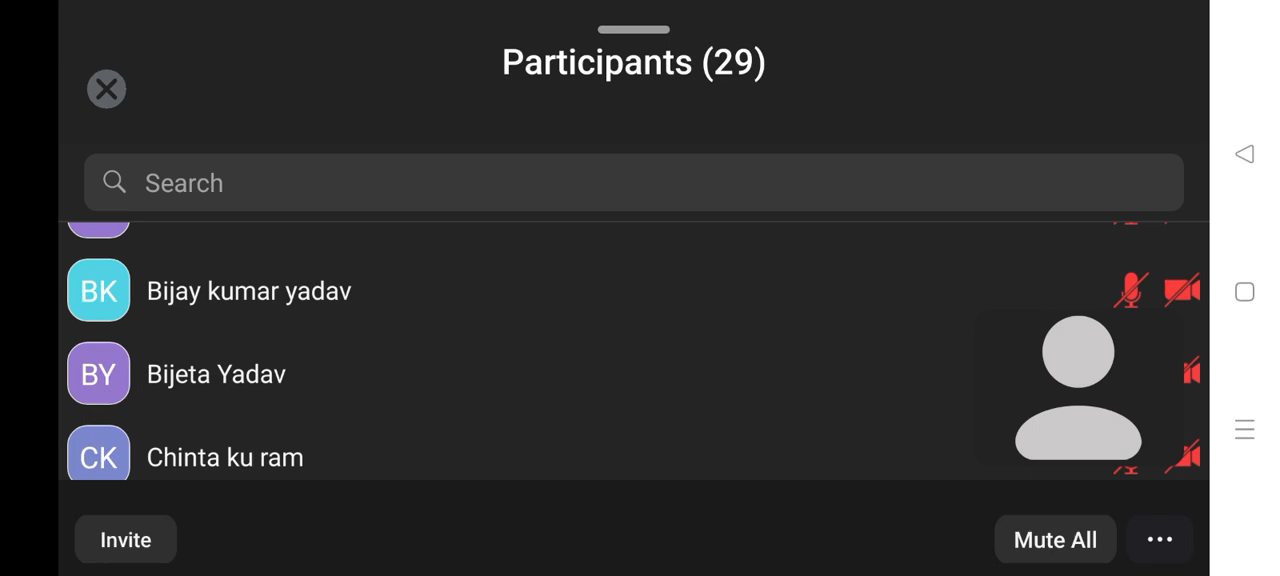 Participants (29)
Search
BK Bijay kumar yadav
BY Bijeta Yadav
CK Chinta ku ram
Invite
Mute All